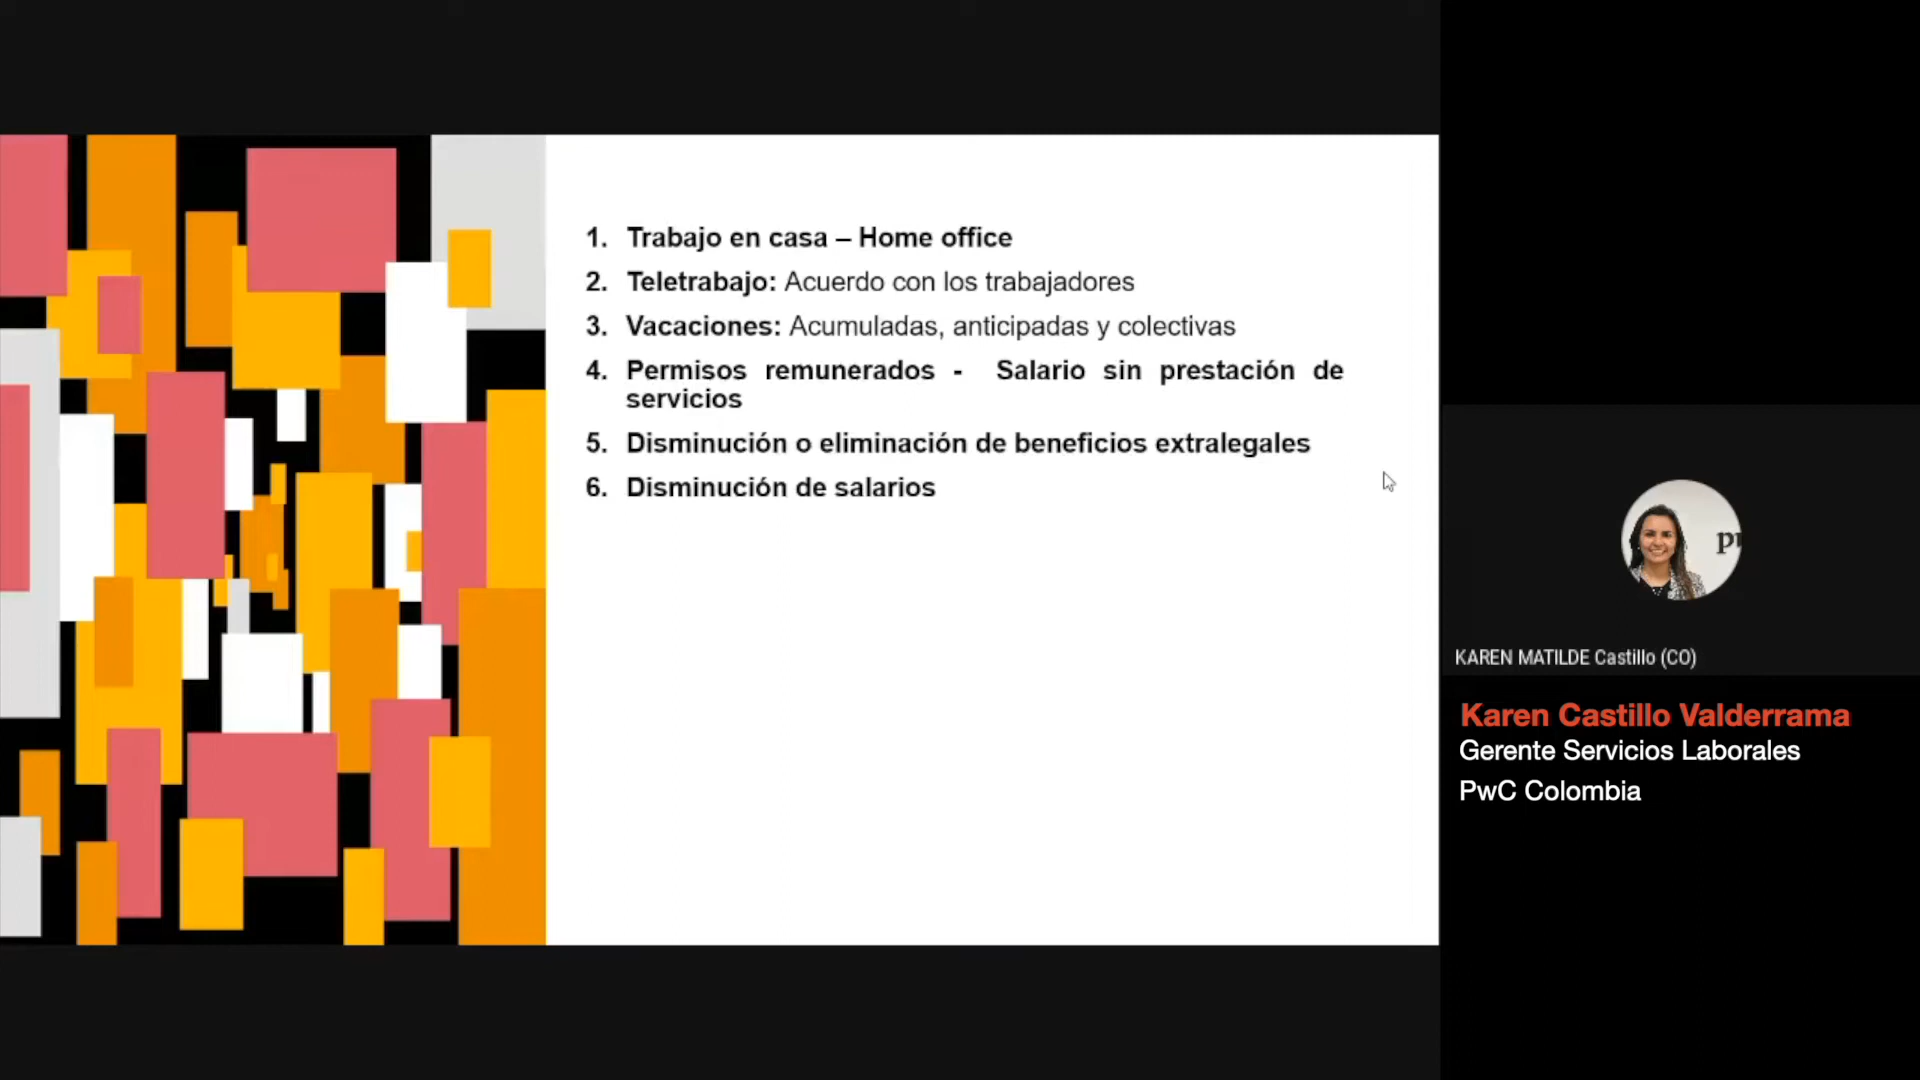 1. Trabajo en casa – Home office
2. Teletrabajo: Acuerdo con los trabajadores
3. Vacaciones: Acumuladas, anticipadas y colectivas
4. Permisos remunerados - Salario sin prestación de
servicios
5. Disminución o eliminación de beneficios extralegales
6. Disminución de salarios
KAREN MATILDE Castillo (CO)
Karen Castillo Valderrama
Gerente Servicios Laborales
PwC Colombia